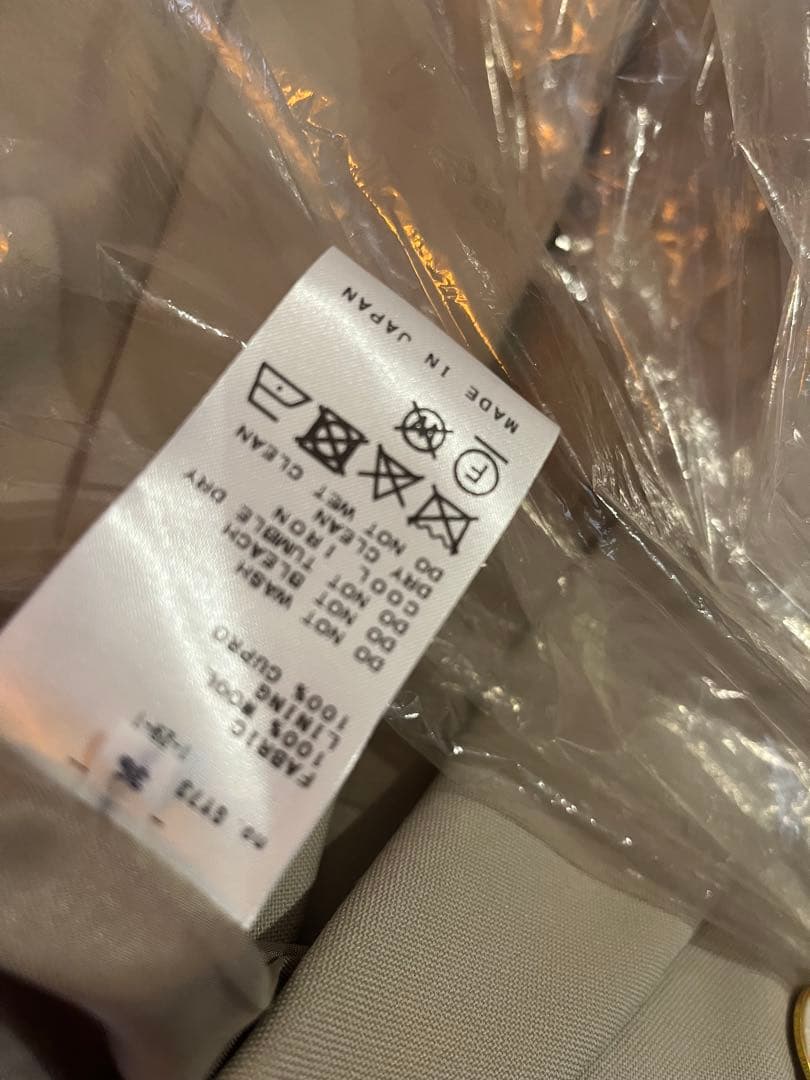 FABRIC
100% WOOL
LINING
100% CUPRO
DO NOT WASH
DO NOT BLEACH
DO NOT TUMBLE DRY
COOL IRON
DRY CLEAN
DO NOT WET CLEAN
F
W
MADE IN JAPAN